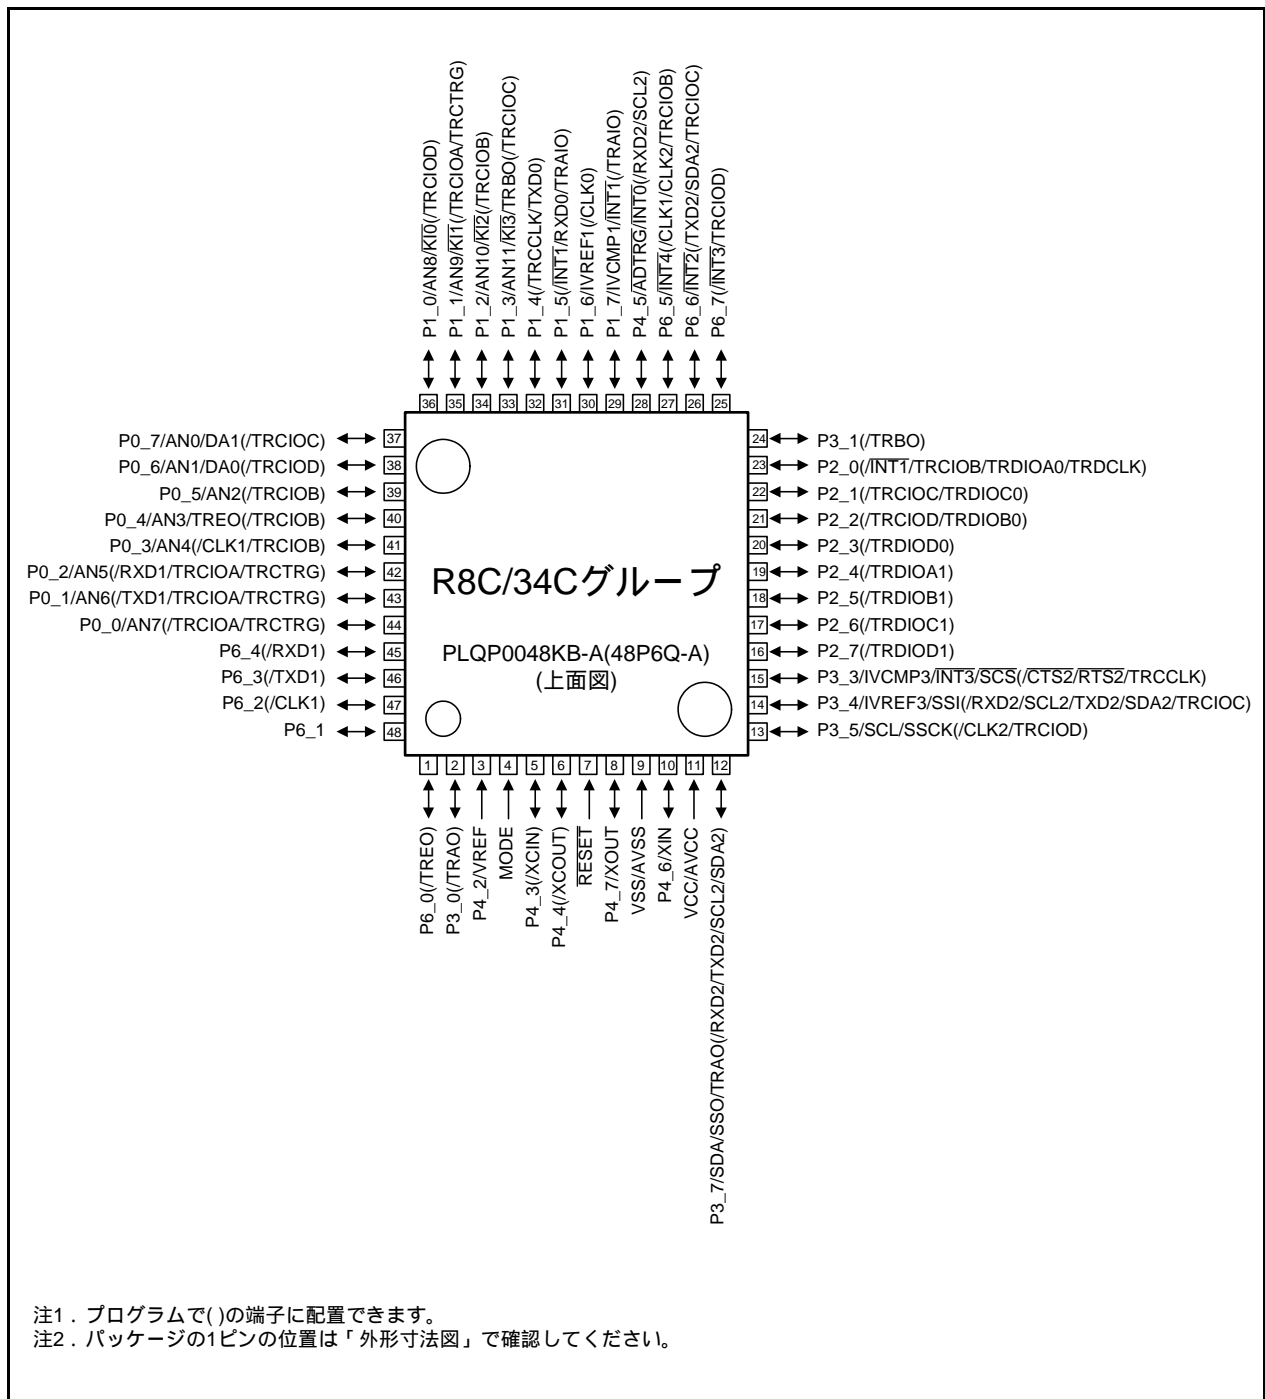 P1_0/AN8/KI0(/TRCIOD)
P1_1/AN9/KI1(/TRCIOA/TRCTRG)
P1_2/AN10/KI2(/TRCIOB)
P1_3/AN11/KI3/TRBO(/TRCIOC)
P1_4(/TRCCLK/TXD0)
P1_5(/INT1/RXD0/TRAIO)
P1_6/IVREF1(/CLK0)
P1_7/IVCMP1/INT1(/TRAIO)
P4_5/ADTRG/INT0(/RXD2/SCL2)
P6_5/INT4(/CLK1/CLK2/TRCIOB)
P6_6/INT2(/TXD2/SDA2/TRCIOC)
P6_7(/INT3/TRCIOD)
36 35 34 33 32 31 30 29 28 27 26 25
P0_7/AN0/DA1(/TRCIOC) 37
P0_6/AN1/DA0(/TRCIOD) 38
P0_5/AN2(/TRCIOB) 39
P0_4/AN3/TREO(/TRCIOB) 40
P0_3/AN4(/CLK1/TRCIOB) 41
P0_2/AN5(/RXD1/TRCIOA/TRCTRG) 42
P0_1/AN6(/TXD1/TRCIOA/TRCTRG) 43
P0_0/AN7(/TRCIOA/TRCTRG) 44
P6_4(/RXD1) 45
P6_3(/TXD1) 46
P6_2(/CLK1) 47
P6_1 48
R8C/34Cグループ
PLQP0048KB-A(48P6Q-A)
(上面図)
24 P3_1(/TRBO)
23 P2_0(/INT1/TRCIOB/TRDIOA0/TRDCLK)
22 P2_1(/TRCIOC/TRDIOC0)
21 P2_2(/TRCIOD/TRDIOB0)
20 P2_3(/TRDIOD0)
19 P2_4(/TRDIOA1)
18 P2_5(/TRDIOB1)
17 P2_6(/TRDIOC1)
16 P2_7(/TRDIOD1)
15 P3_3/IVCMP3/INT3/SCS(/CTS2/RTS2/TRCCLK)
14 P3_4/IVREF3/SSI(/RXD2/SCL2/TXD2/SDA2/TRCIOC)
13 P3_5/SCL/SSCK(/CLK2/TRCIOD)
1 2 3 4 5 6 7 8 9 10 11 12
P6_0(/TREO)
P3_0(/TRAO)
P4_2/VREF
MODE
P4_3(/XCIN)
P4_4(/XCOUT)
RESET
P4_7/XOUT
VSS/AVSS
P4_6/XIN
VCC/AVCC
P3_7/SDA/SSO/TRAO(/RXD2/TXD2/SCL2/SDA2)
注1．プログラムで( )の端子に配置できます。
注2．パッケージの1ピンの位置は「外形寸法図」で確認してください。